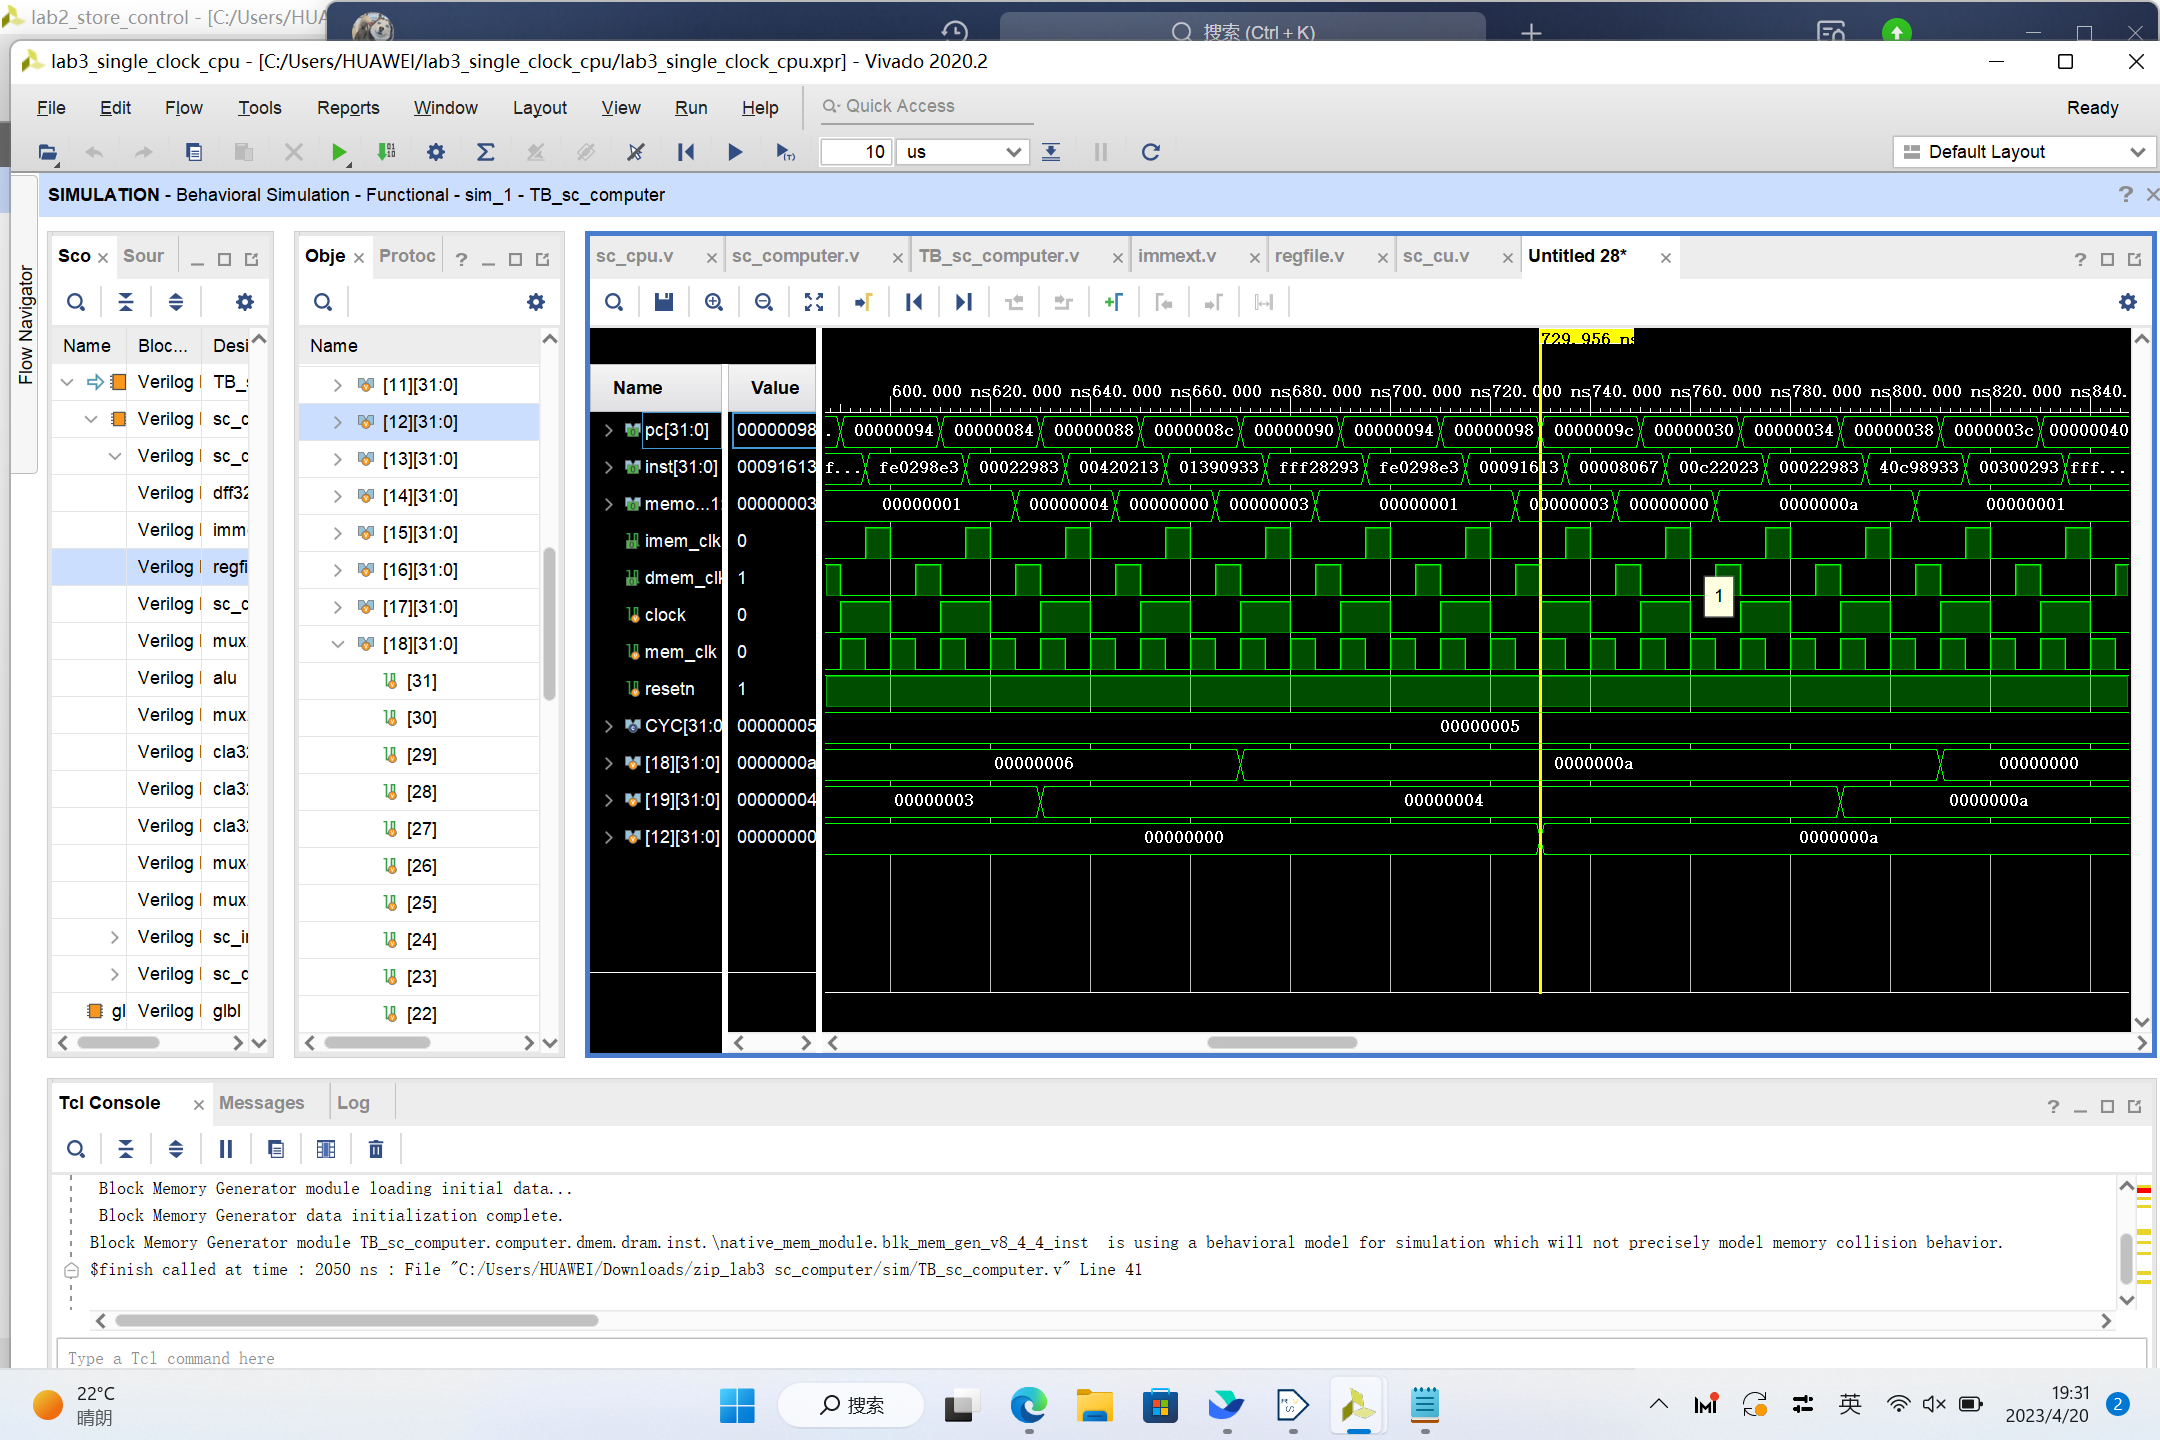 lab2_store_control - [C:/Users/HUA
搜索 (Ctrl + K)
lab3_single_clock_cpu - [C:/Users/HUAWEI/lab3_single_clock_cpu/lab3_single_clock_cpu.xpr] - Vivado 2020.2
File Edit Flow Tools Reports Window Layout View Run Help Quick Access Ready
10 us Default Layout
SIMULATION - Behavioral Simulation - Functional - sim_1 - TB_sc_computer
Flow Navigator
Sco Sour
Name Bloc... Desi
Verilog TB_s
Verilog sc_c
Verilog sc_c
Verilog dff32
Verilog imm
Verilog regfi
Verilog sc_c
Verilog mux
Verilog alu
Verilog mux
Verilog cla32
Verilog cla32
Verilog cla32
Verilog mux
Verilog mux
Verilog sc_ir
Verilog sc_c
gl Verilog glbl
Obje Protoc
Name
[11][31:0]
[12][31:0]
[13][31:0]
[14][31:0]
[15][31:0]
[16][31:0]
[17][31:0]
[18][31:0]
[31]
[30]
[29]
[28]
[27]
[26]
[25]
[24]
[23]
[22]
sc_cpu.v sc_computer.v TB_sc_computer.v immext.v regfile.v sc_cu.v Untitled 28*
729.956 ns
Name Value
600.000 ns 620.000 ns 640.000 ns 660.000 ns 680.000 ns 700.000 ns 720.000 ns 740.000 ns 760.000 ns 780.000 ns 800.000 ns 820.000 ns 840.
pc[31:0] 00000098 . 00000094 00000084 00000088 0000008c 00000090 00000094 00000098 0000009c 00000030 00000034 00000038 0000003c 00000040
inst[31:0] 00091613 f... fe0298e3 00022983 00420213 01390933 fff28293 fe0298e3 00091613 00008067 00c22023 00022983 40c98933 00300293 fff...
memo...1: 00000003 00000001 00000004 00000000 00000003 00000001 00000003 00000000 0000000a 00000001
imem_clk 0
dmem_clk 1
1
clock 0
mem_clk 0
resetn 1
CYC[31:0 00000005 00000005
[18][31:0] 0000000a 00000006 0000000a 00000000
[19][31:0] 00000004 00000003 00000004 0000000a
[12][31:0] 00000000 00000000 0000000a
Tcl Console Messages Log
Block Memory Generator module loading initial data...
Block Memory Generator data initialization complete.
Block Memory Generator module TB_sc_computer.computer.dmem.dram.inst.\native_mem_module.blk_mem_gen_v8_4_4_inst  is using a behavioral model for simulation which will not precisely model memory collision behavior.
$finish called at time : 2050 ns : File "C:/Users/HUAWEI/Downloads/zip_lab3 sc_computer/sim/TB_sc_computer.v" Line 41
Type a Tcl command here
22°C
晴朗
搜索
英
19:31
2023/4/20
2